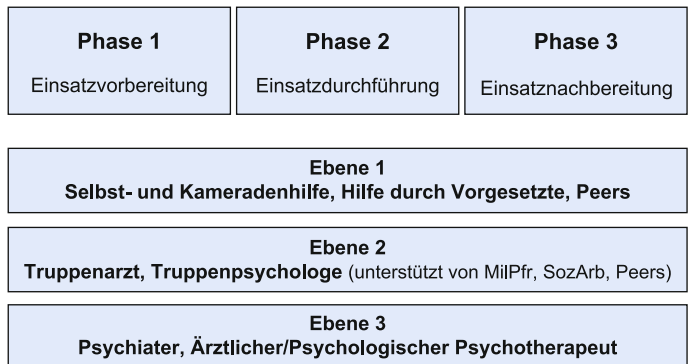 Phase 1
Einsatzvorbereitung
Phase 2
Einsatzdurchführung
Phase 3
Einsatznachbereitung
Ebene 1
Selbst- und Kameradenhilfe, Hilfe durch Vorgesetzte, Peers
Ebene 2
Truppenarzt, Truppenpsychologe (unterstützt von MilPfr, SozArb, Peers)
Ebene 3
Psychiater, Ärztlicher/Psychologischer Psychotherapeut